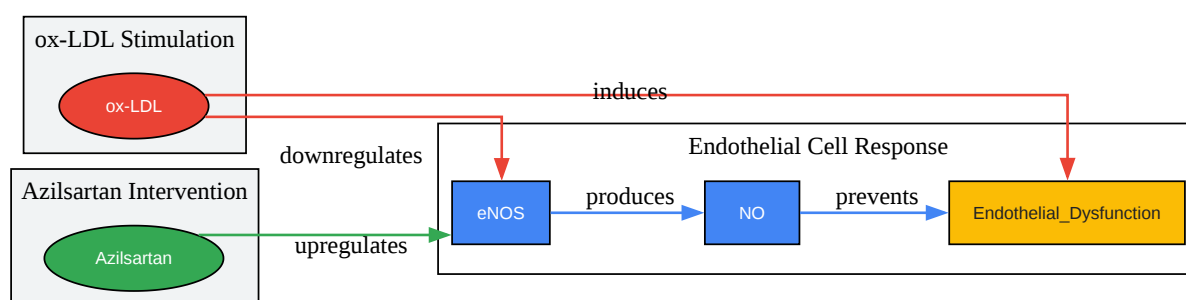 ox-LDL Stimulation
ox-LDL
induces
downregulates
Endothelial Cell Response
Azilsartan Intervention
eNOS
produces
NO
prevents
Endothelial_Dysfunction
Azilsartan
upregulates